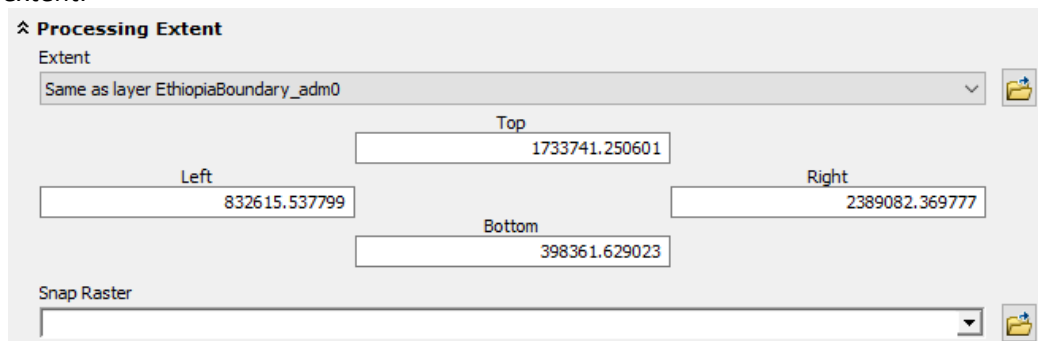 extent.
Processing Extent
Extent
Same as layer EthiopiaBoundary_adm0
Top
1733741.250601
Left
Right
832615.537799
2389082.369777
Bottom
398361.629023
Snap Raster